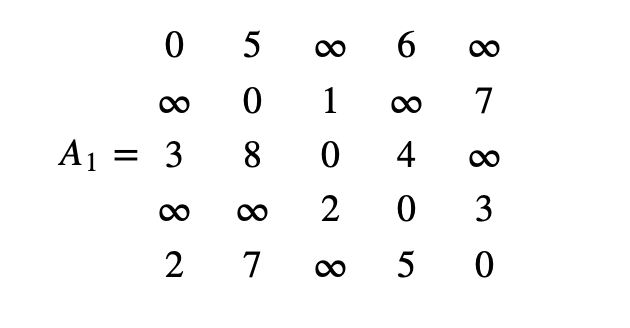 0 5 ∞ 6 ∞
∞ 0 1 ∞ 7
A₁ = 3 8 0 4 ∞
∞ ∞ 2 0 3
2 7 ∞ 5 0